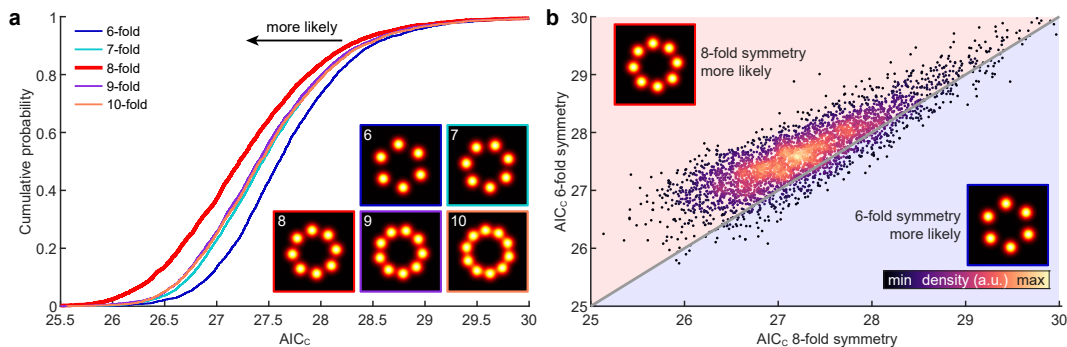 a
more likely
6-fold
7-fold
8-fold
9-fold
10-fold
Cumulative probability
1
0.8
0.6
0.4
0.2
0
25.5
26
26.5
27
27.5
28
28.5
29
29.5
30
AICC
6
7
8
9
10
b
8-fold symmetry
more likely
6-fold symmetry
more likely
min density (a.u.) max
AICC 6-fold symmetry
30
29
28
27
26
25
25
26
27
28
29
30
AICC 8-fold symmetry